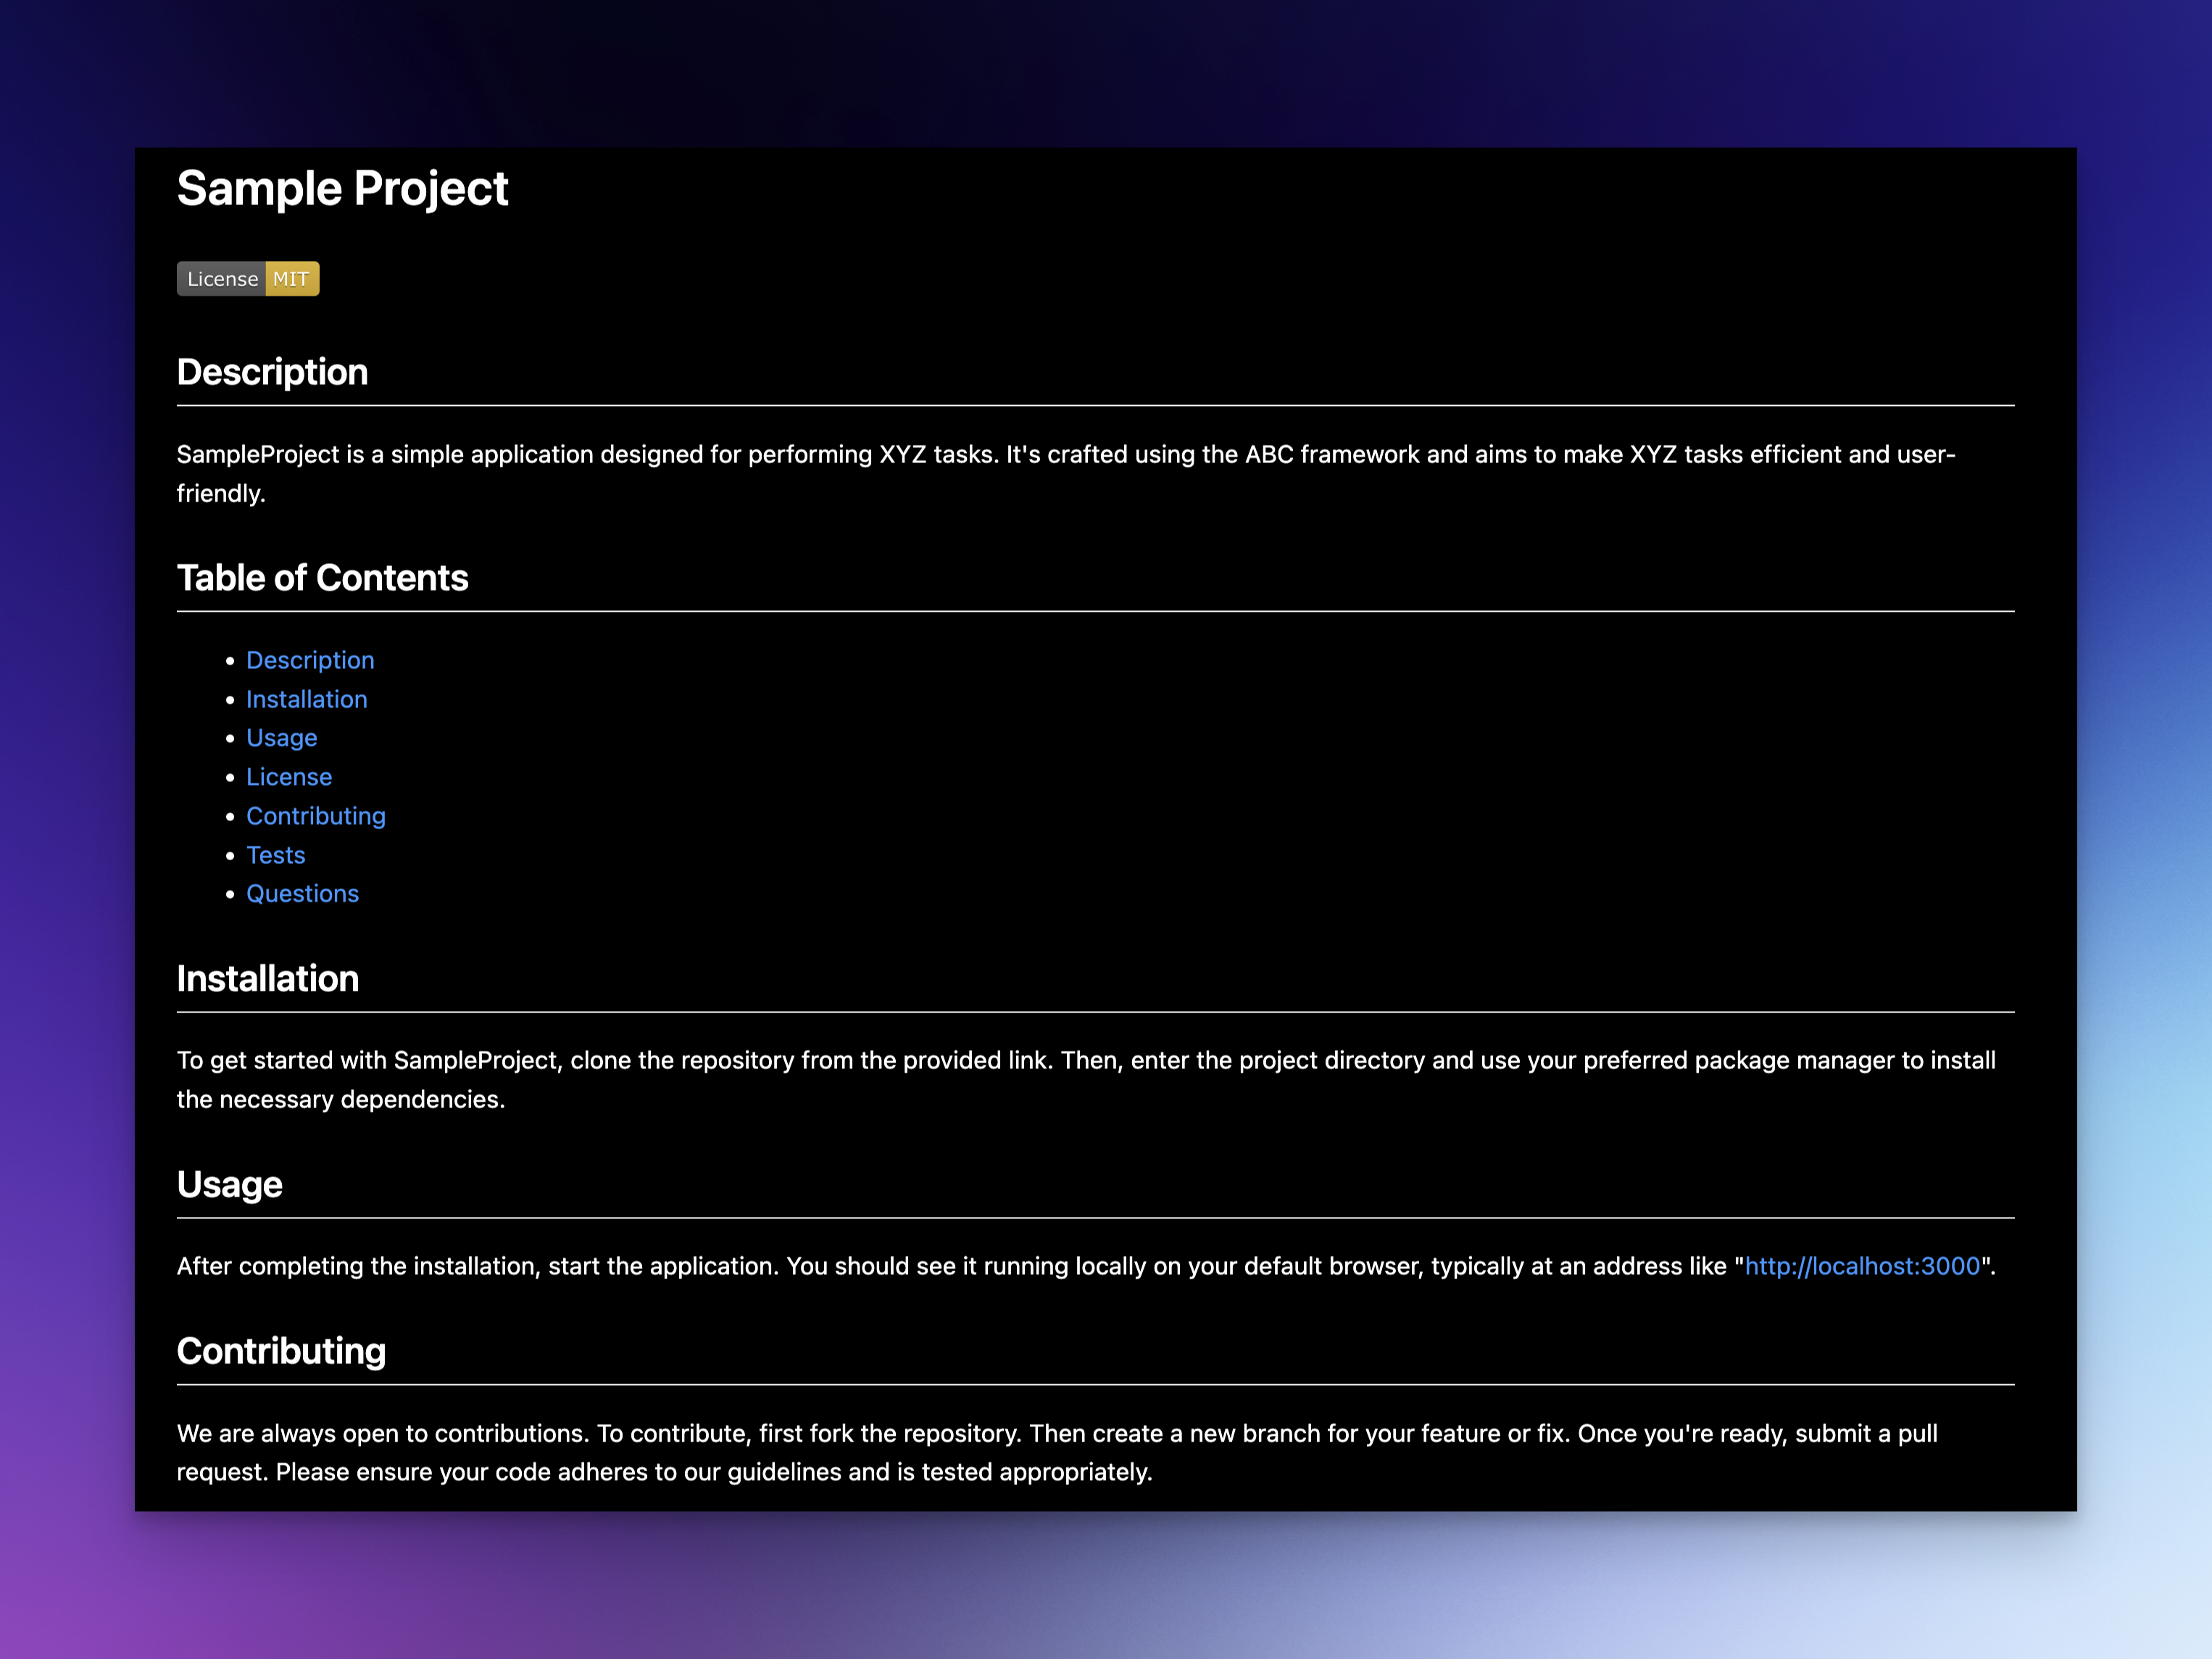 Sample Project
License MIT
Description
SampleProject is a simple application designed for performing XYZ tasks. It's crafted using the ABC framework and aims to make XYZ tasks efficient and user-
friendly.
Table of Contents
• Description
• Installation
• Usage
• License
• Contributing
• Tests
• Questions
Installation
To get started with SampleProject, clone the repository from the provided link. Then, enter the project directory and use your preferred package manager to install
the necessary dependencies.
Usage
After completing the installation, start the application. You should see it running locally on your default browser, typically at an address like "http://localhost:3000".
Contributing
We are always open to contributions. To contribute, first fork the repository. Then create a new branch for your feature or fix. Once you're ready, submit a pull
request. Please ensure your code adheres to our guidelines and is tested appropriately.